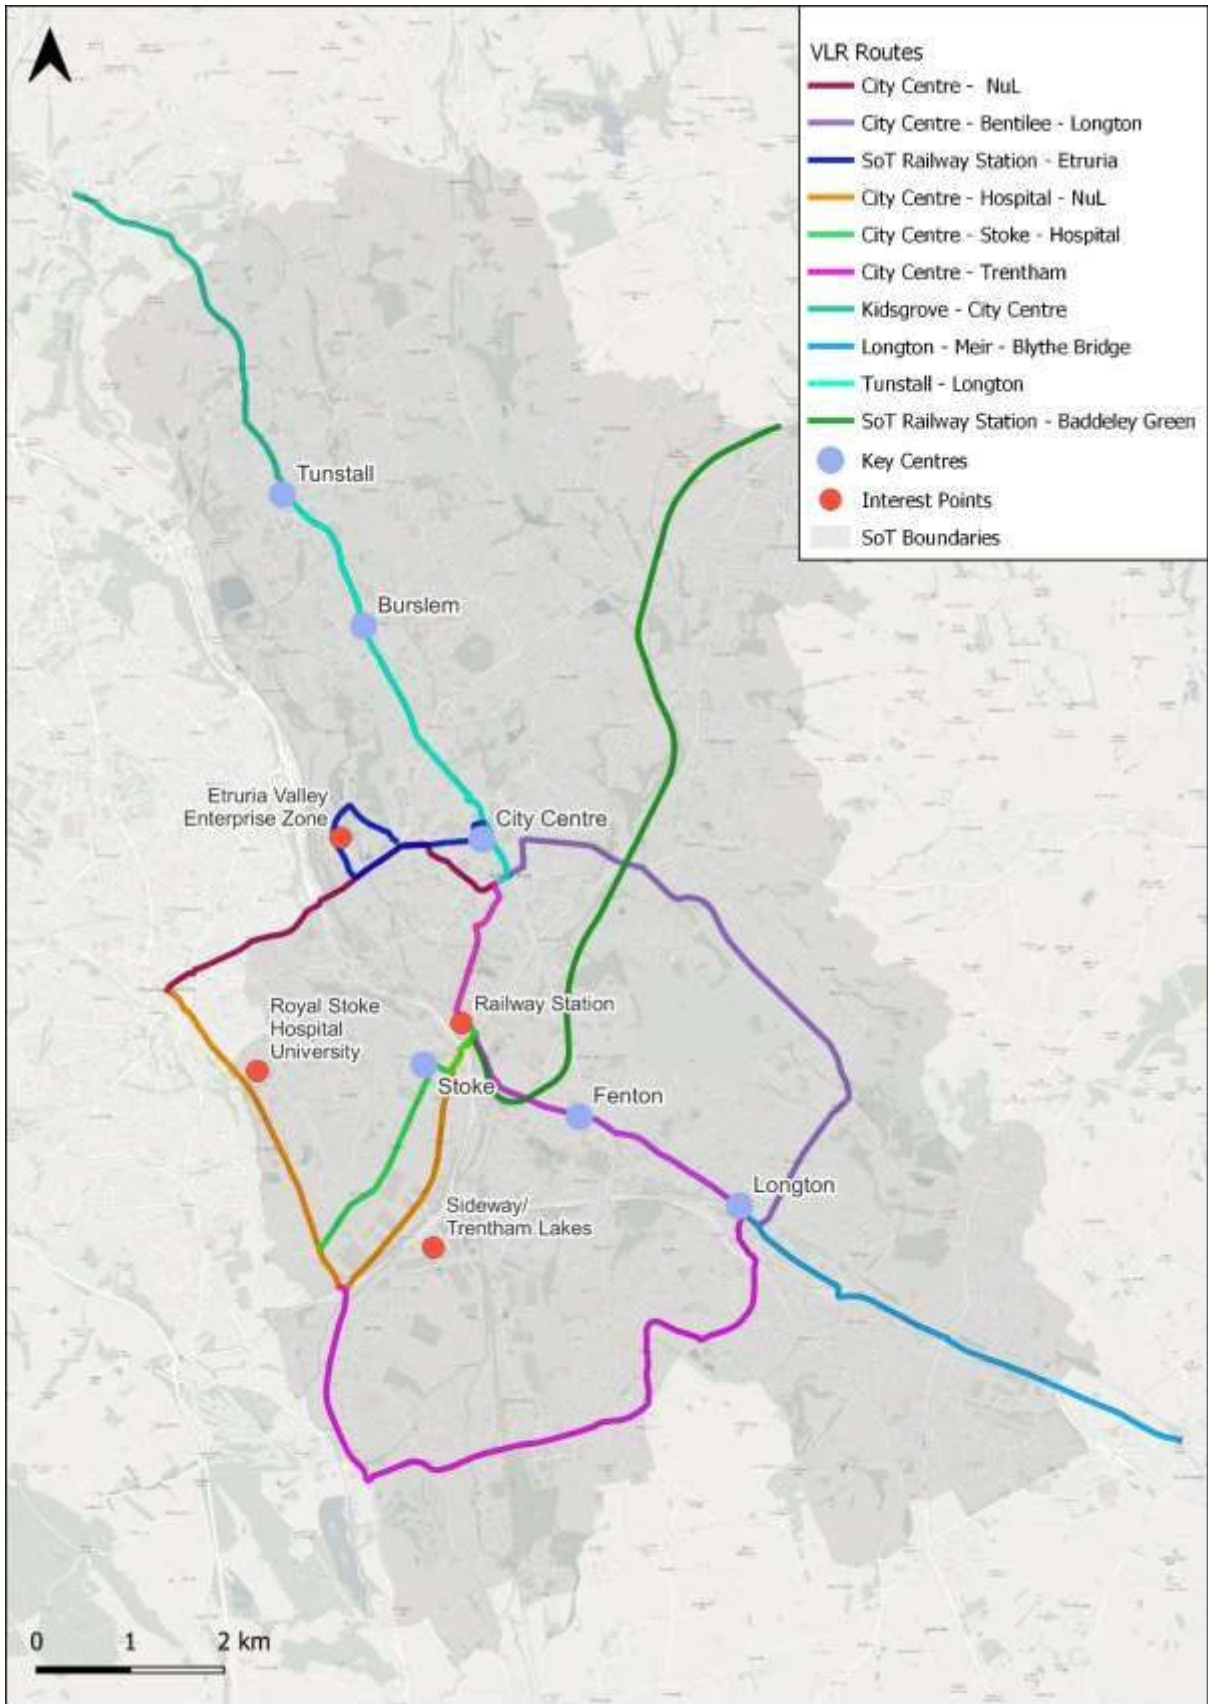 VLR Routes
City Centre - NuL
City Centre - Bentilee - Longton
SoT Railway Station - Etruria
City Centre - Hospital - NuL
City Centre - Stoke - Hospital
City Centre - Trentham
Kidsgrove - City Centre
Longton - Meir - Blythe Bridge
Tunstall - Longton
SoT Railway Station - Baddeley Green
Key Centres
Interest Points
SoT Boundaries
Tunstall
Burslem
Etruria Valley
Enterprise Zone
City Centre
Royal Stoke
Hospital
University
Railway Station
Stoke
Fenton
Longton
Sideway/
Trentham Lakes
0 1 2 km